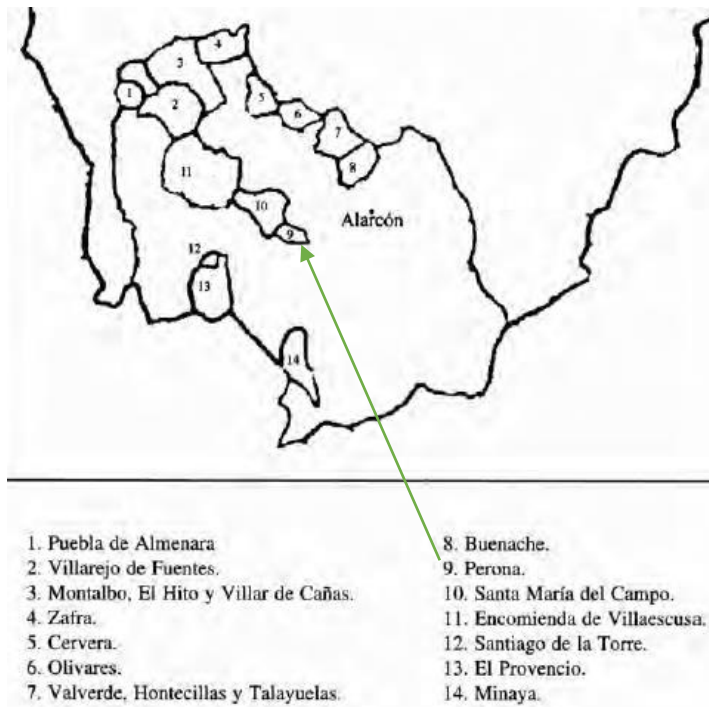 4
3
1
2
5
6
7
8
11
10
Alarcón
9
12
13
14
1. Puebla de Almenara
2. Villarejo de Fuentes.
3. Montalbo, El Hito y Villar de Cañas.
4. Zafra.
5. Cervera.
6. Olivares.
7. Valverde, Hontecillas y Talayuelas.
8. Buenache.
9. Perona.
10. Santa María del Campo.
11. Encomienda de Villaescusa.
12. Santiago de la Torre.
13. El Provencio.
14. Minaya.